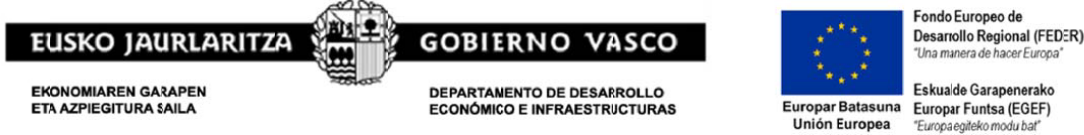 EUSKO JAURLARITZA
GOBIERNO VASCO
EKONOMIAREN GARAPEN
ETA AZPIEGITURA SAILA
DEPARTAMENTO DE DESARROLLO
ECONÓMICO E INFRAESTRUCTURAS
Europar Batasuna
Unión Europea
Fondo Europeo de
Desarrollo Regional (FEDER)
"Una manera de hacer Europa"
Eskualde Garapenerako
Europar Funtsa (EGEF)
"Europa egiteko modu bat"